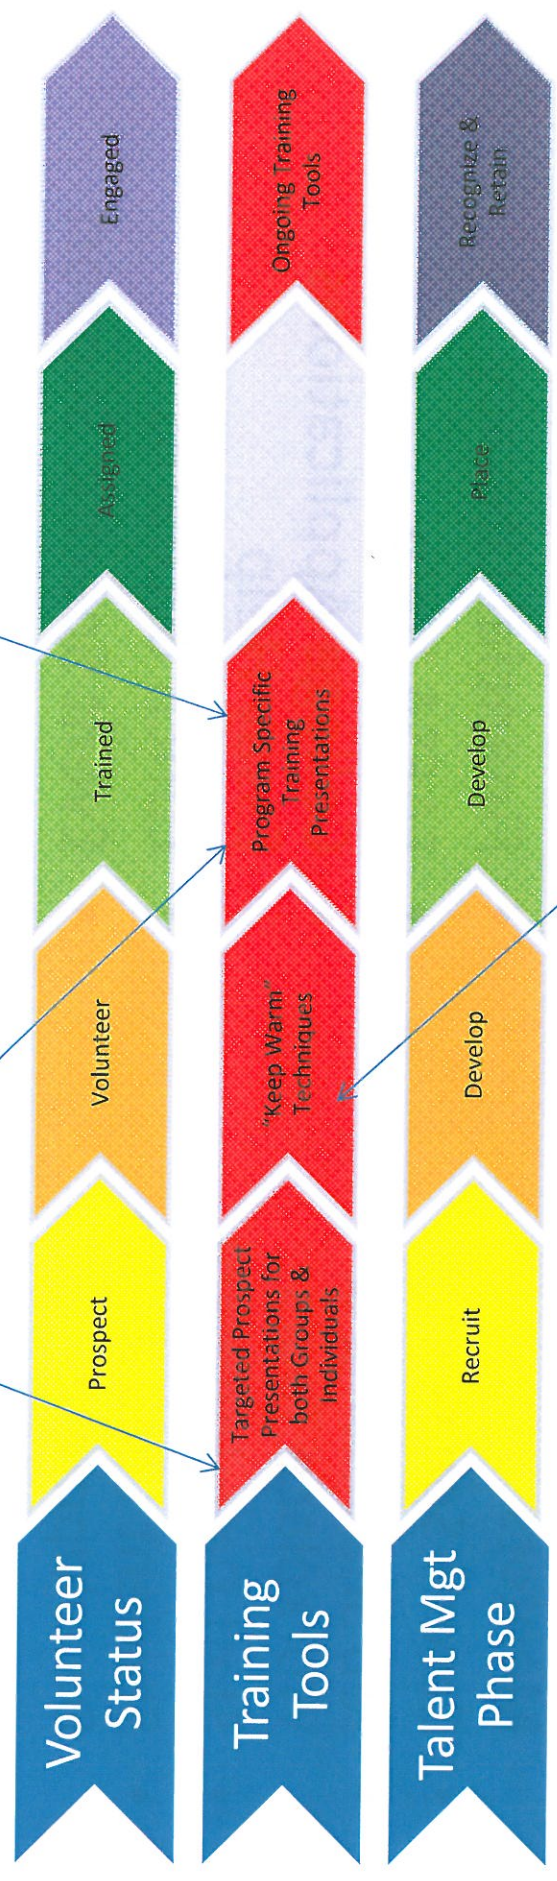 Volunteer
Status
Prospect
Volunteer
Trained
Assigned
Engaged
Training
Tools
Targeted Prospect
Presentations for
both Groups &
Individuals
"Keep Warm"
Techniques
Program Specific
Training
Presentations
Ongoing Training
Tools
Talent Mgt
Phase
Recruit
Develop
Develop
Place
Recognize &
Retain